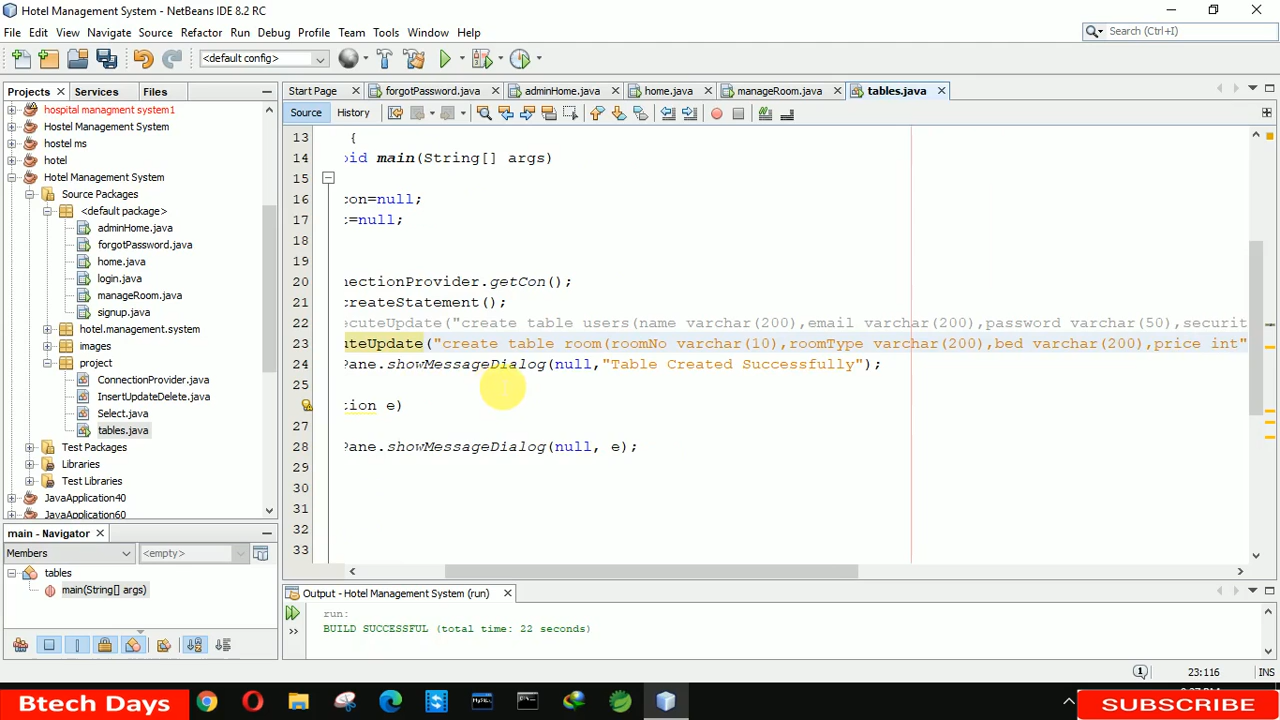 Hotel Management System - NetBeans IDE 8.2 RC
File Edit View Navigate Source Refactor Run Debug Profile Team Tools Window Help
Search (Ctrl+I)
<default config>
Projects Services Files
Start Page forgotPassword.java adminHome.java home.java manageRoom.java tables.java
Source History
hospital managment system1
Hostel Management System
hostel ms
hotel
Hotel Management System
Source Packages
<default package>
adminHome.java
forgotPassword.java
home.java
login.java
manageRoom.java
signup.java
hotel.management.system
images
project
ConnectionProvider.java
InsertUpdateDelete.java
Select.java
tables.java
Test Packages
Libraries
Test Libraries
JavaApplication40
JavaApplication60
13 {
14 oid main(String[] args)
15
16 con=null;
17 t=null;
18
19
20 nectionProvider.getCon();
21 createStatement();
22 ecuteUpdate("create table users(name varchar(200),email varchar(200),password varchar(50),securit
23 uteUpdate("create table room(roomNo varchar(10),roomType varchar(200),bed varchar(200),price int"
24 Pane.showMessageDialog(null,"Table Created Successfully");
25
tion e)
27
28 Pane.showMessageDialog(null, e);
29
30
31
32
33
main - Navigator
Members <empty>
tables
main(String[] args)
Output - Hotel Management System (run)
run:
BUILD SUCCESSFUL (total time: 22 seconds)
1 23:116 INS
Btech Days
SUBSCRIBE